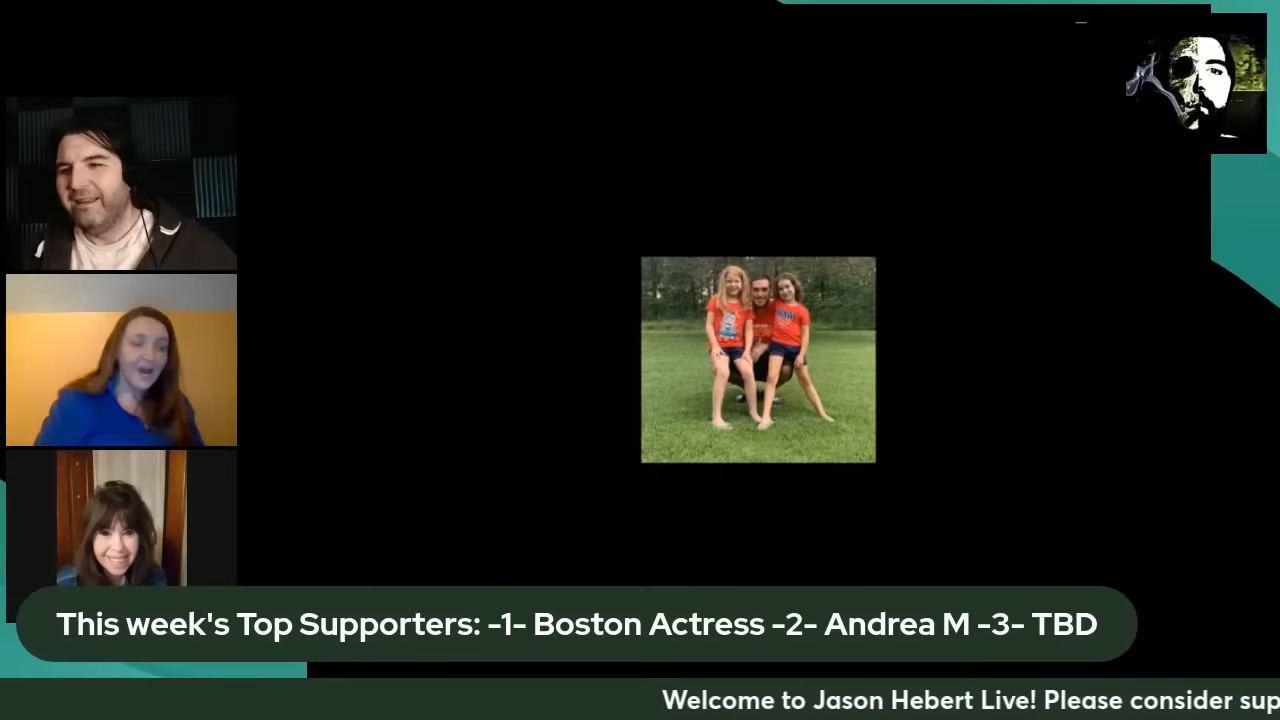 This week's Top Supporters: -1- Boston Actress -2- Andrea M -3- TBD
Welcome to Jason Hebert Live! Please consider sup